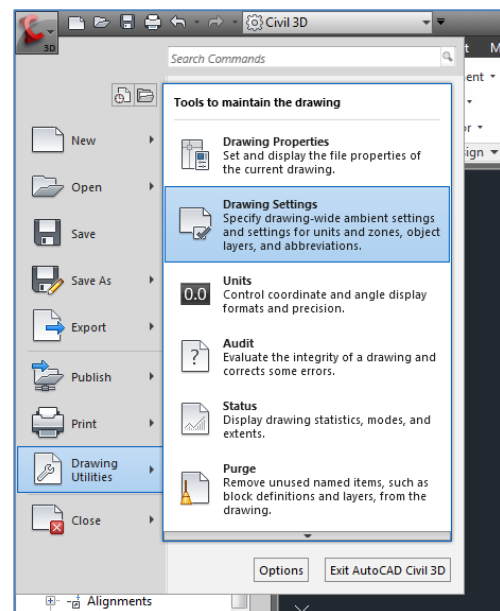 Civil 3D
3D
Search Commands
t M
ent
or
sign
Tools to maintain the drawing
New
Open
Save
Save As
Export
Publish
Print
Drawing
Utilities
Close
Drawing Properties
Set and display the file properties of
the current drawing.
Drawing Settings
Specify drawing-wide ambient settings
and settings for units and zones, object
layers, and abbreviations.
0.0
Units
Control coordinate and angle display
formats and precision.
Audit
Evaluate the integrity of a drawing and
corrects some errors.
Status
Display drawing statistics, modes, and
extents.
Purge
Remove unused named items, such as
block definitions and layers, from the
drawing.
Options
Exit AutoCAD Civil 3D
Alignments